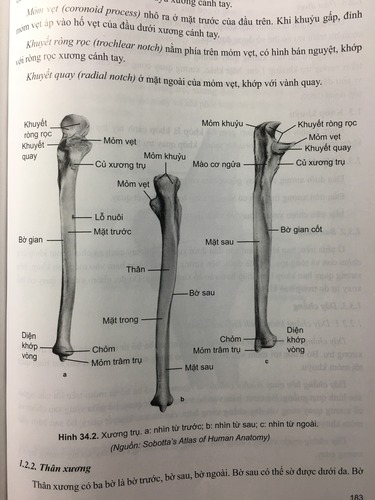 xương cánh tay.
Móm vẹt (coronoid process) nhô ra ở mặt trước của đầu trên. Khi khuỷu gấp, đỉnh
mỏm vẹt áp vào hố vẹt của đầu dưới xương cánh tay.
Khuyết ròng rọc (trochlear notch) nằm phía trên mỏm vẹt, có hình bán nguyệt, khớp
với ròng rọc xương cánh tay.
Khuyết quay (radial notch) ở mặt ngoài của mỏm vẹt, khớp với vành quay.
Khuyết
ròng rọc
Khuyết
quay
Mỏm vẹt
Củ xương trụ
Lỗ nuôi
Mặt trước
Bờ gian
Diện
khớp
vòng
Chỏm
Mỏm trâm trụ
a
Mỏm khuỷu
Mỏm vẹt
Thân
Bờ sau
Mặt trong
Mặt sau
b
Mỏm khuỷu
Mào cơ ngửa
Khuyết ròng rọc
Mỏm vẹt
Khuyết quay
Củ xương trụ
Bờ gian cốt
Mặt sau
Chỏm
Mỏm trâm trụ
Diện
khớp
vòng
c
Hình 34.2. Xương trụ. a: nhìn từ trước; b: nhìn từ sau; c: nhìn từ ngoài.
(Nguồn: Sobotta's Atlas of Human Anatomy)
183
1.2.2. Thân xương
Thân xương có ba bờ là bờ trước, bờ sau, bờ ngoài. Bờ sau có thể sờ được dưới da. Bờ